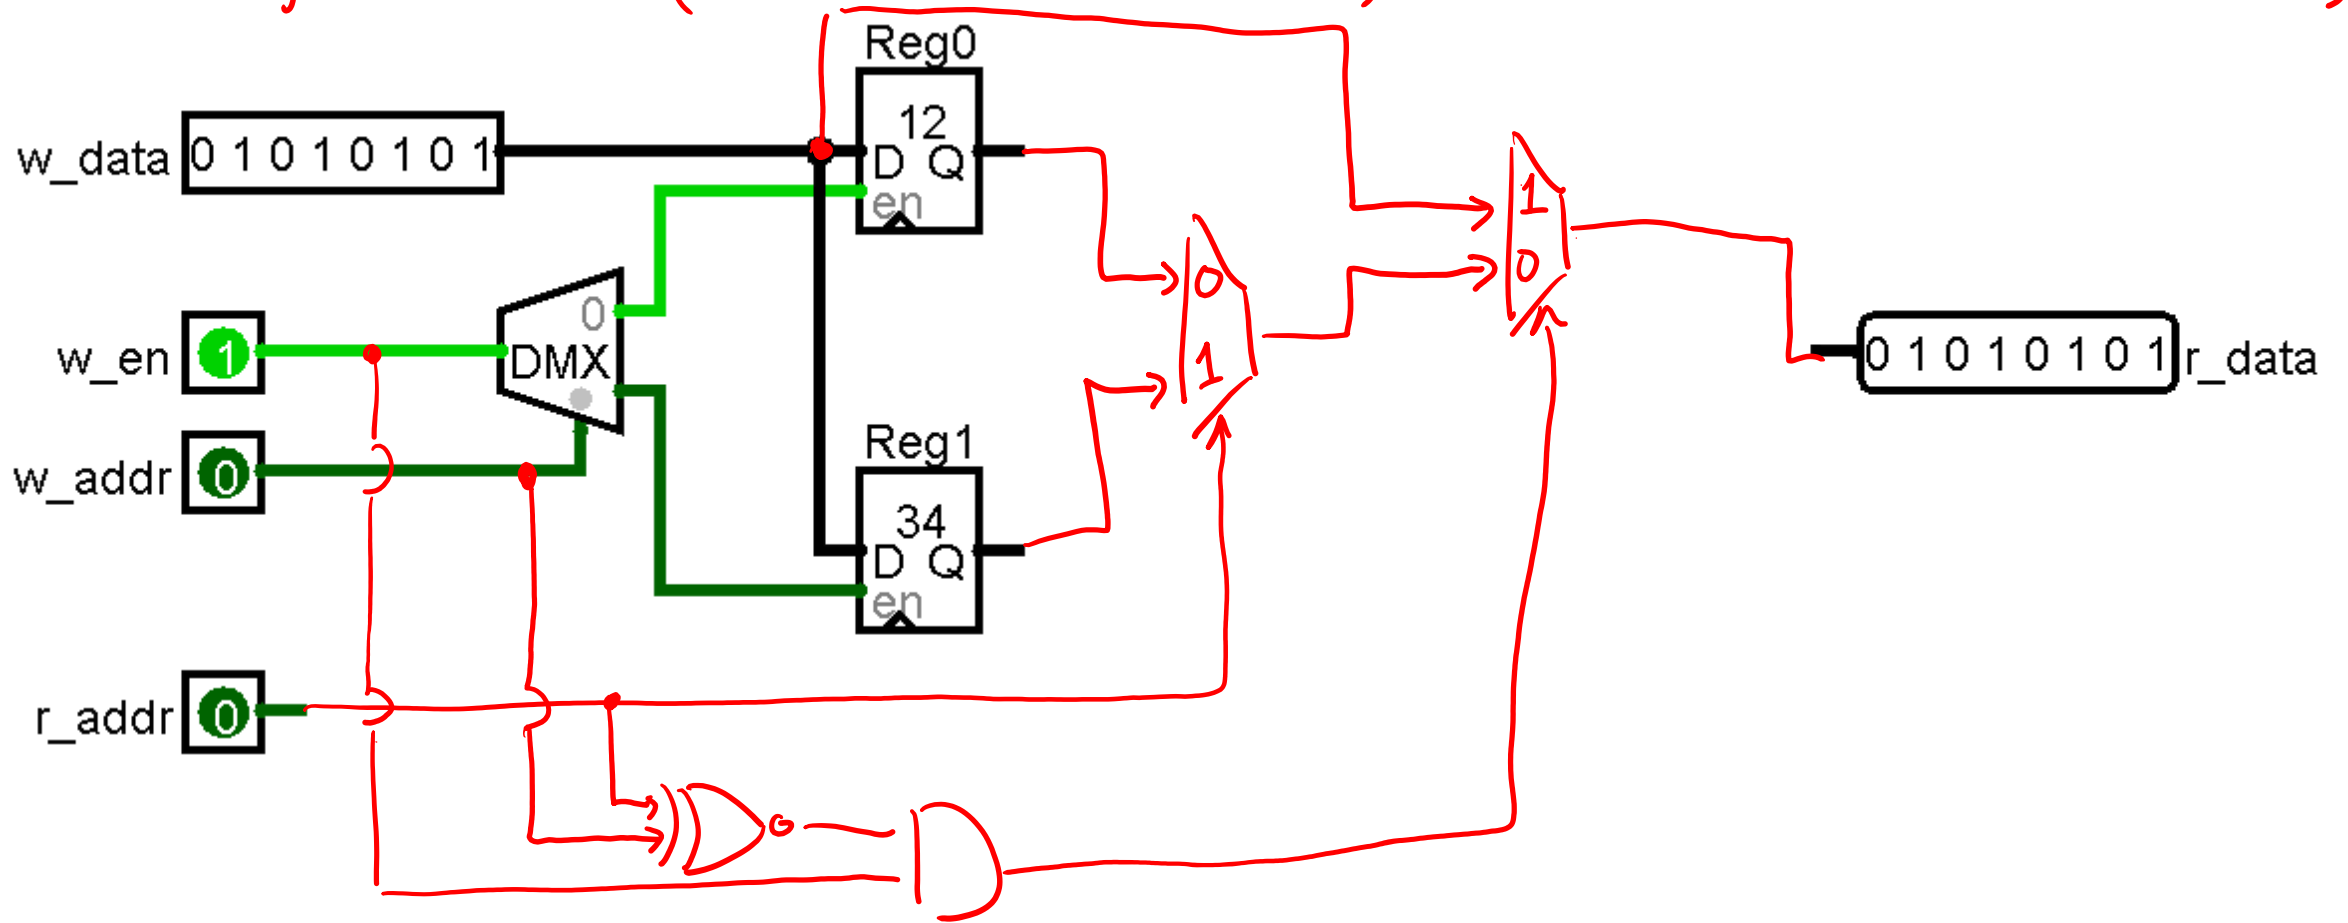 Reg0
12
w_data 0 1 0 1 0 1 0 1 D Q
en
1
0
0
0
w_en 1 DMX
1
0 1 0 1 0 1 0 1 r_data
w_addr 0
Reg1
34
D Q
en
r_addr 0